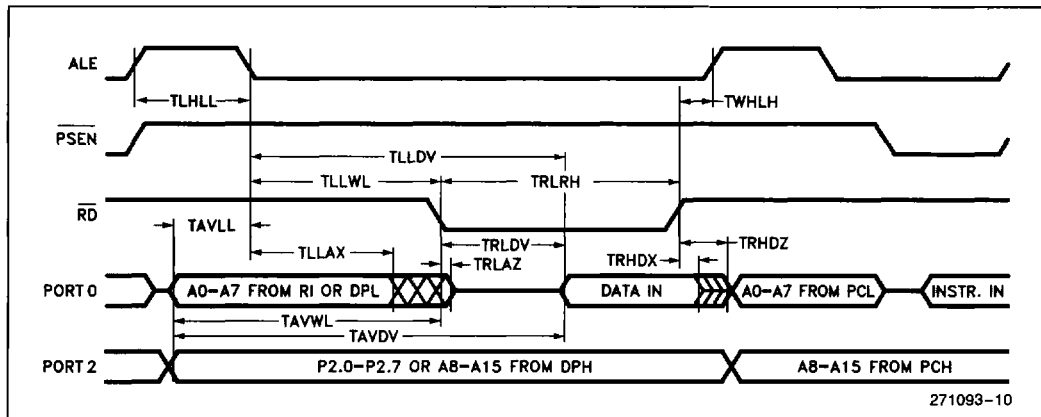 ALE
TLHLL
TWHLH
PSEN
TLLDV
TLLWL
TRLRH
RD
TAVLL
TRLDV
TRHDZ
TLLAX
TRLAZ
TRHDX
PORT 0
A0-A7 FROM RI OR DPL
DATA IN
A0-A7 FROM PCL
INSTR. IN
TAVWL
TAVDV
PORT 2
P2.0-P2.7 OR A8-A15 FROM DPH
A8-A15 FROM PCH
271093-10